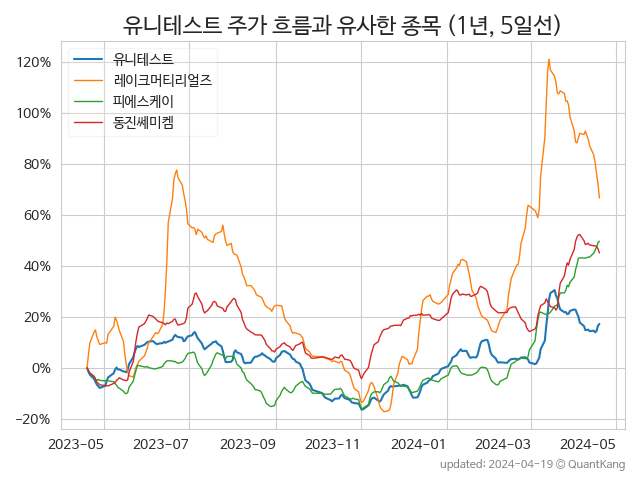 유니테스트 주가 흐름과 유사한 종목 (1년, 5일선)
유니테스트
레이크머티리얼즈
피에스케이
동진쎄미켐
120%
100%
80%
60%
40%
20%
0%
−20%
2023−05 2023−07 2023−09 2023−11 2024−01 2024−03 2024−05
updated: 2024−04−19 © QuantKang